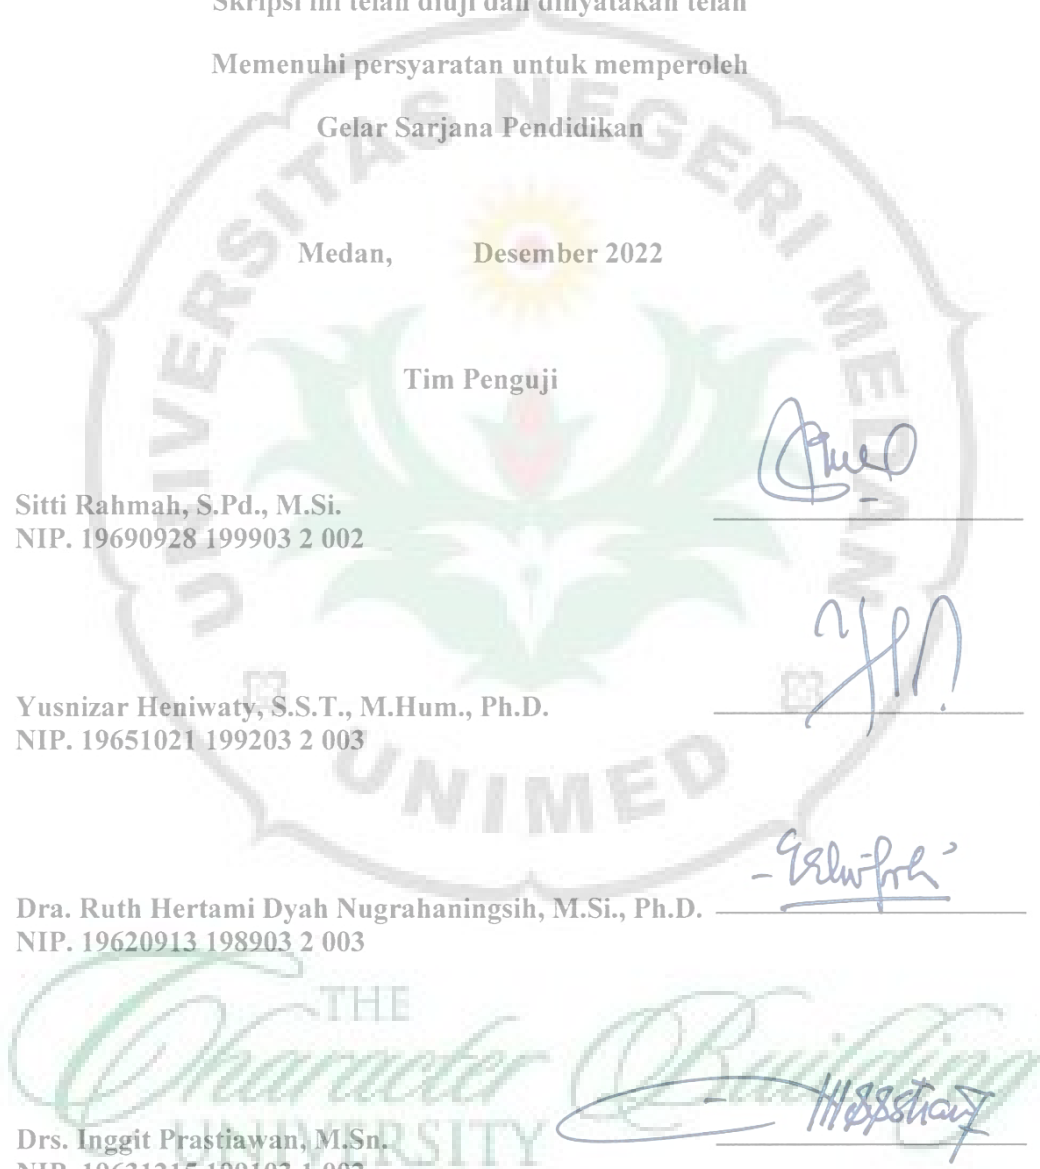 Skripsi ini telah diuji dan dinyatakan telah
Memenuhi persyaratan untuk memperoleh
Gelar Sarjana Pendidikan
Medan, Desember 2022
Tim Penguji
Sitti Rahmah, S.Pd., M.Si.
NIP. 19690928 199903 2 002
Yusnizar Heniwaty, S.S.T., M.Hum., Ph.D.
NIP. 19651021 199203 2 003
Dra. Ruth Hertami Dyah Nugrahaningsih, M.Si., Ph.D.
NIP. 19620913 198903 2 003
Drs. Inggit Prastiawan, M.Sn.
UNIVERSITAS NEGERI MEDAN
UNIMED
THE
Character Building
UNIVERSITY